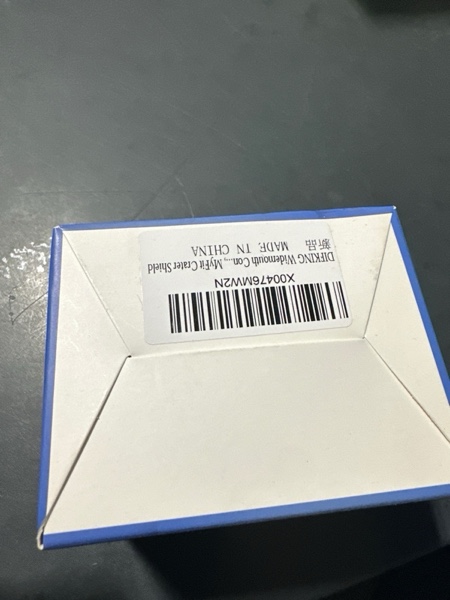 X00476MW2N
DIFKING Widemouth Con..., MyFit Crater Shield
新品 MADE IN CHINA